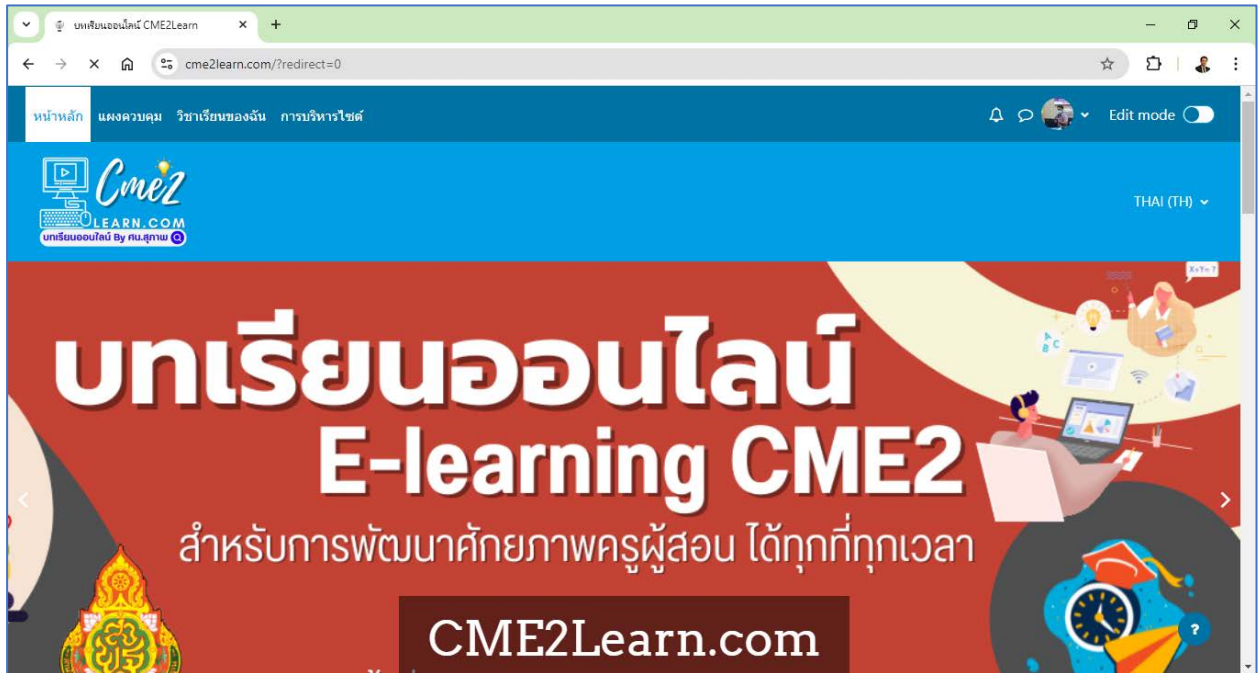 บทเรียนออนไลน์ CME2Learn
cme2learn.com/?redirect=0
หน้าหลัก แผงควบคุม วิชาเรียนของฉัน การบริหารไซต์
Edit mode
Cme2
LEARN.COM
บทเรียนออนไลน์ By ศน.สุภาพ
THAI (TH)
X+Y= ?
A
B C
บทเรียนออนไลน์
E-learning CME2
สำหรับการพัฒนาศักยภาพครูผู้สอน ได้ทุกที่ทุกเวลา
CME2Learn.com
?